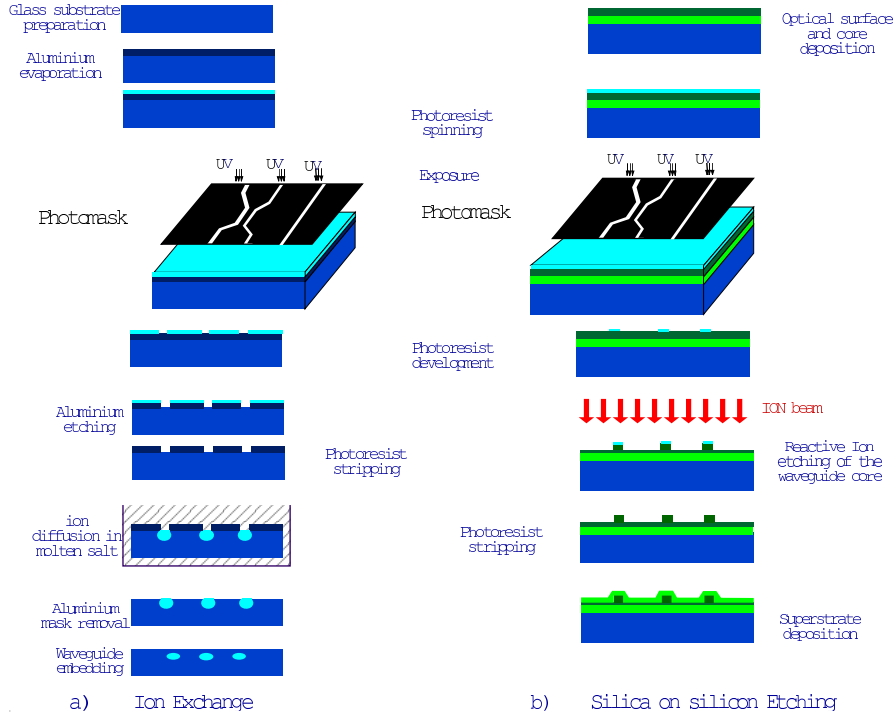 Glass substrate
preparation
Optical surface
and core
deposition
Aluminium
evaporation
Photoresist
spinning
UV UV UV
UV UV UV
Exposure
Photomask
Photomask
Photoresist
development
Aluminium
etching
ION beam
Photoresist
stripping
Reactive Ion
etching of the
waveguide core
ion
diffusion in
molten salt
Photoresist
stripping
Aluminium
mask removal
Superstrate
deposition
Waveguide
embedding
a) Ion Exchange
b) Silica on silicon Etching